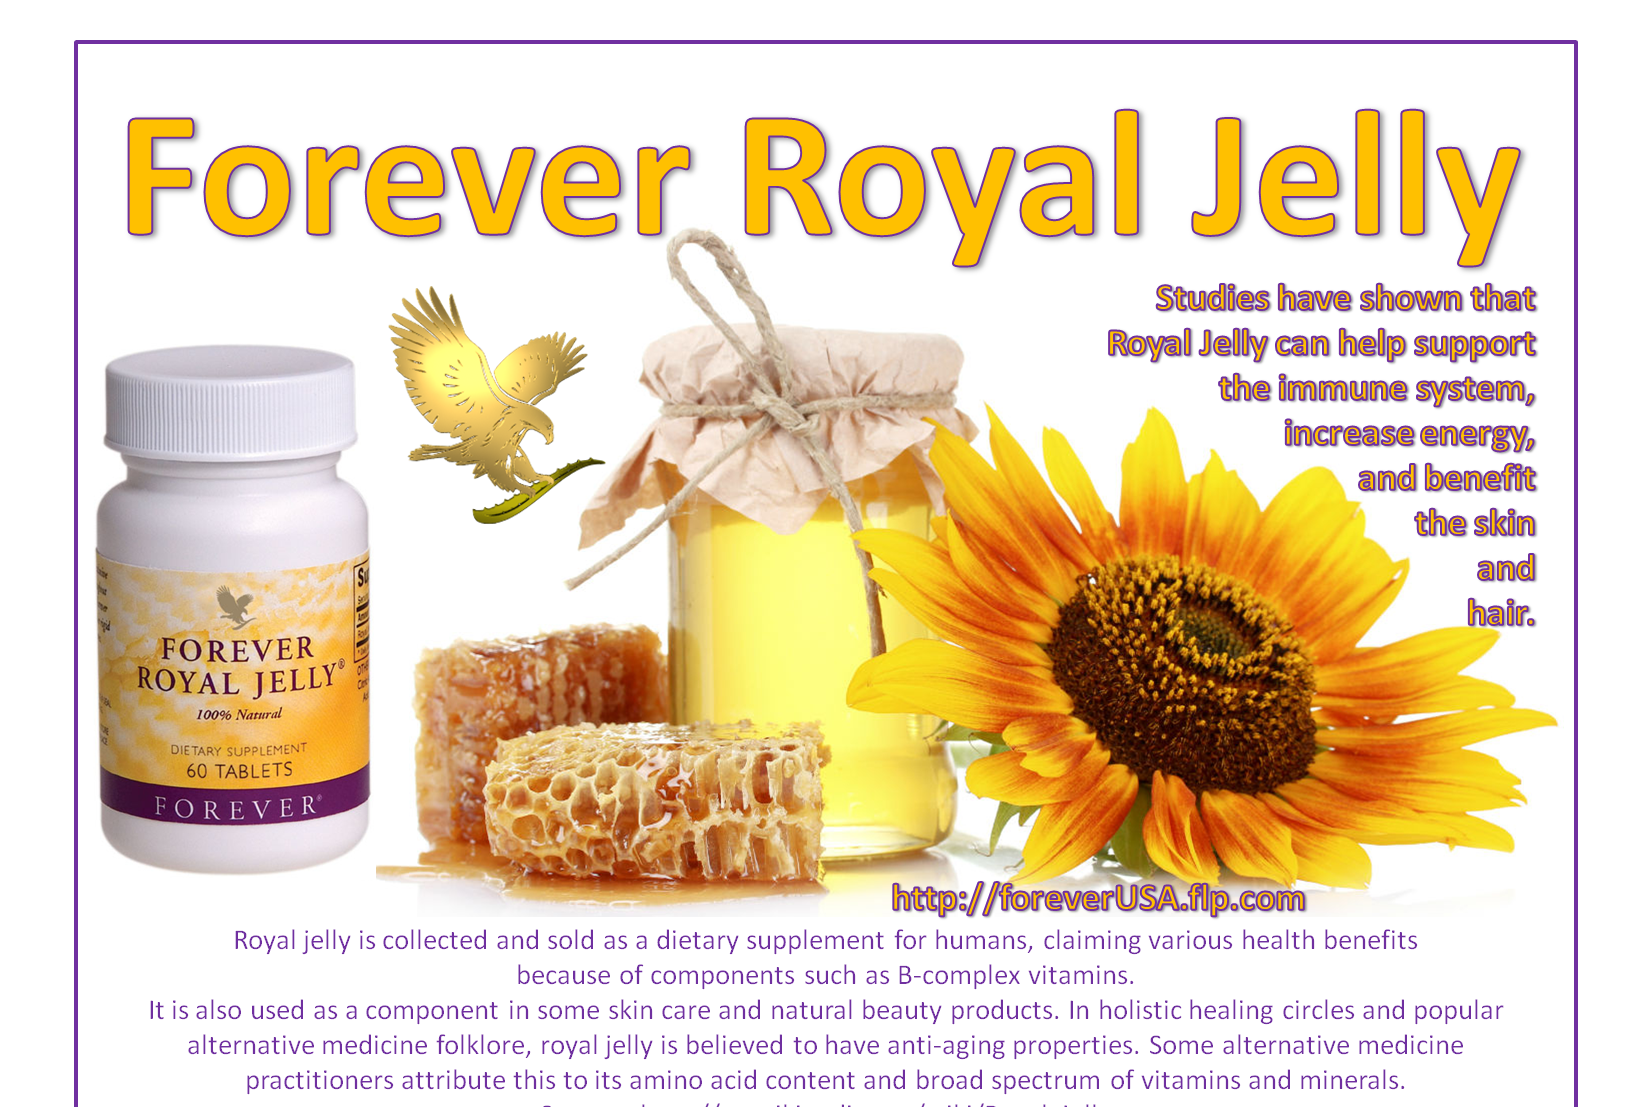 Forever Royal Jelly
Studies have shown that
Royal Jelly can help support
the immune system,
increase energy,
and benefit
the skin
and
hair.
FOREVER
ROYAL JELLY®
100% Natural
DIETARY SUPPLEMENT
60 TABLETS
FOREVER®
http://foreverUSA.flp.com
Royal jelly is collected and sold as a dietary supplement for humans, claiming various health benefits
because of components such as B-complex vitamins.
It is also used as a component in some skin care and natural beauty products. In holistic healing circles and popular
alternative medicine folklore, royal jelly is believed to have anti-aging properties. Some alternative medicine
practitioners attribute this to its amino acid content and broad spectrum of vitamins and minerals.